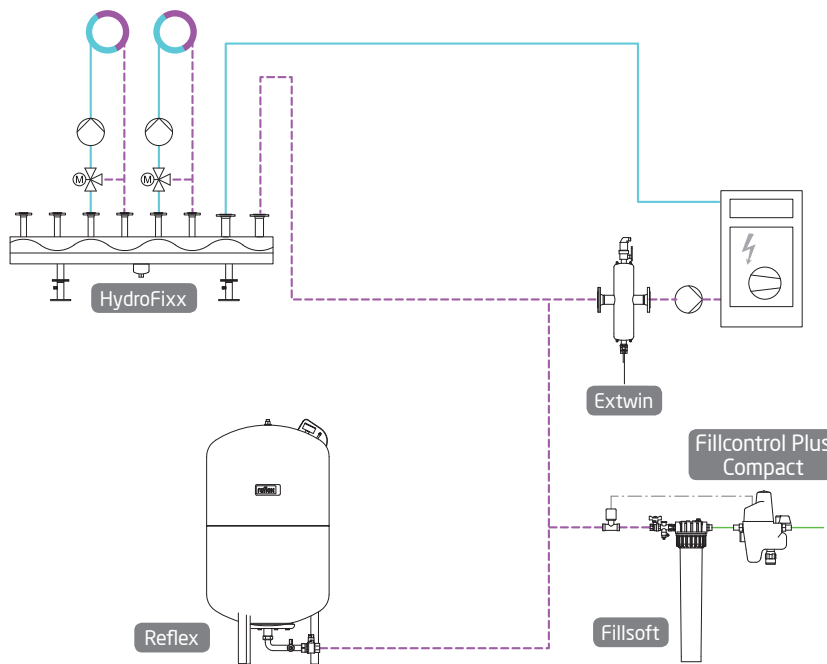 M
M
HydroFixx
Extwin
Fillcontrol Plus
Compact
reflex
Reflex
Fillsoft